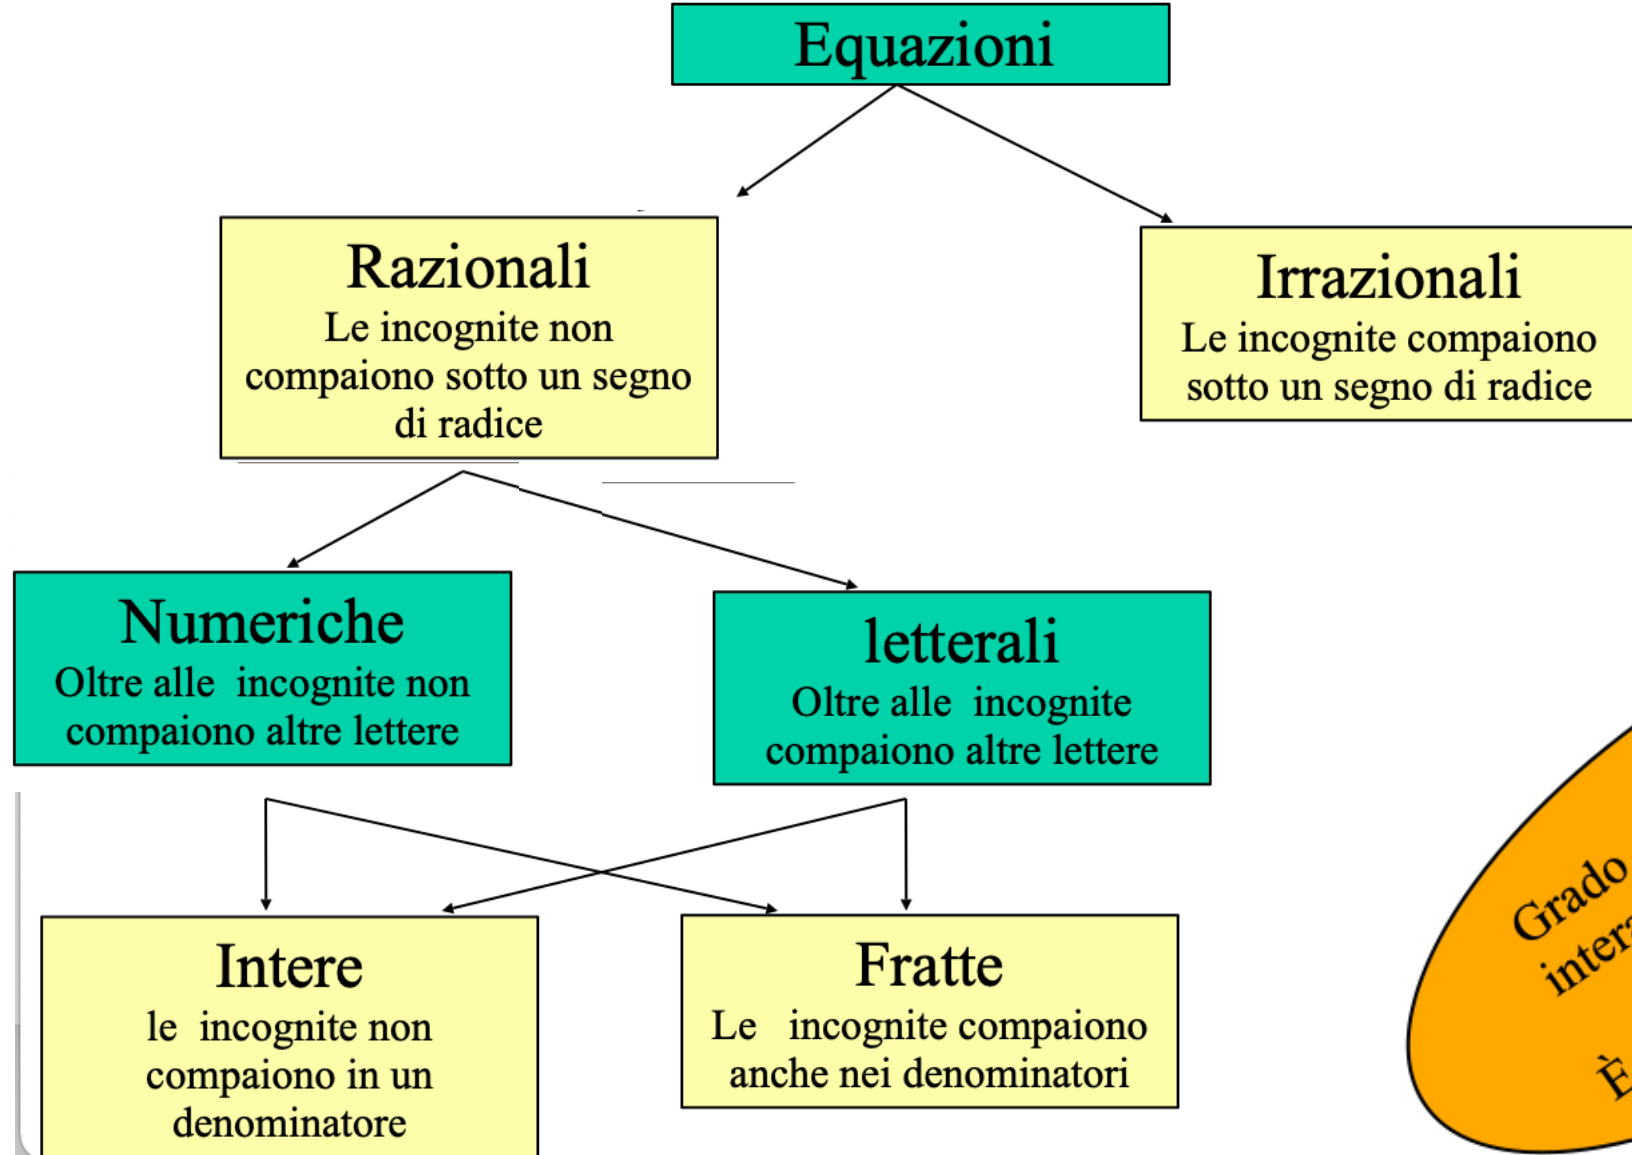 Equazioni
Razionali
Le incognite non
compaiono sotto un segno
di radice
Irrazionali
Le incognite compaiono
sotto un segno di radice
Numeriche
Oltre alle incognite non
compaiono altre lettere
letterali
Oltre alle incognite
compaiono altre lettere
Intere
le incognite non
compaiono in un
denominatore
Fratte
Le incognite compaiono
anche nei denominatori
Grado
È